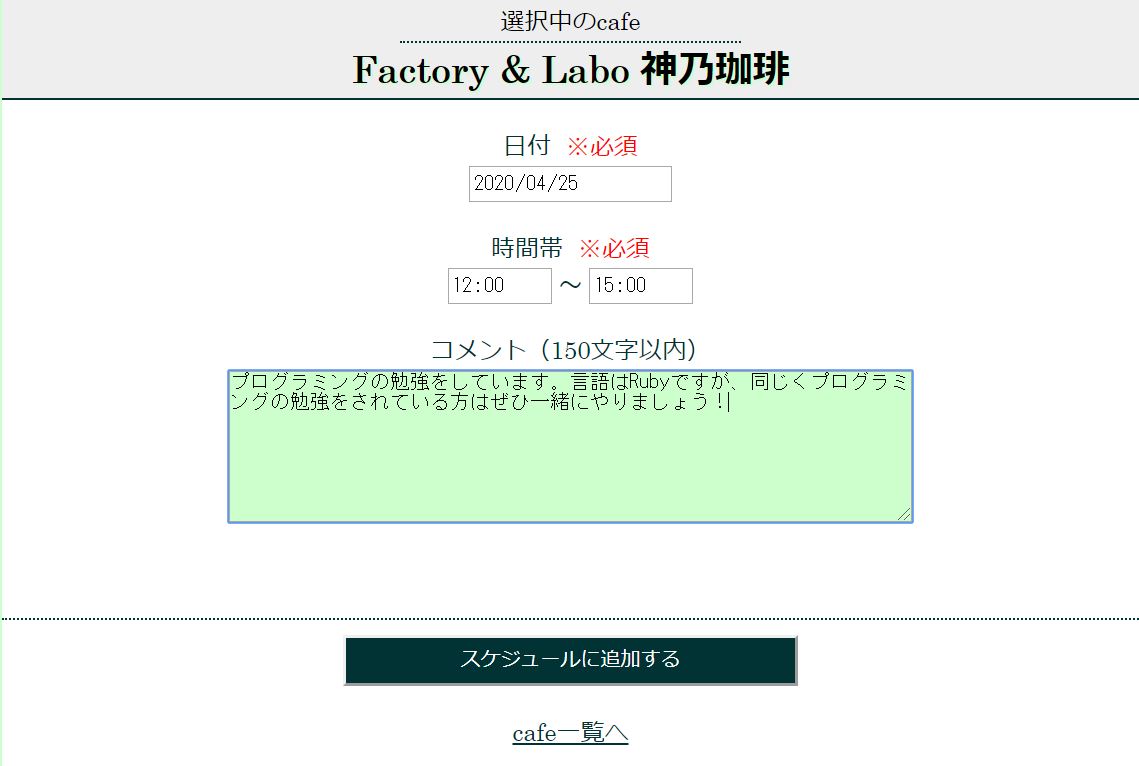 選択中のcafe
Factory & Labo 神乃珈琲
日付 ※必須
2020/04/25
時間帯 ※必須
12:00 ～ 15:00
コメント（150文字以内）
プログラミングの勉強をしています。言語はRubyですが、同じくプログラミ
ングの勉強をされている方はぜひ一緒にやりましょう！
スケジュールに追加する
cafe一覧へ